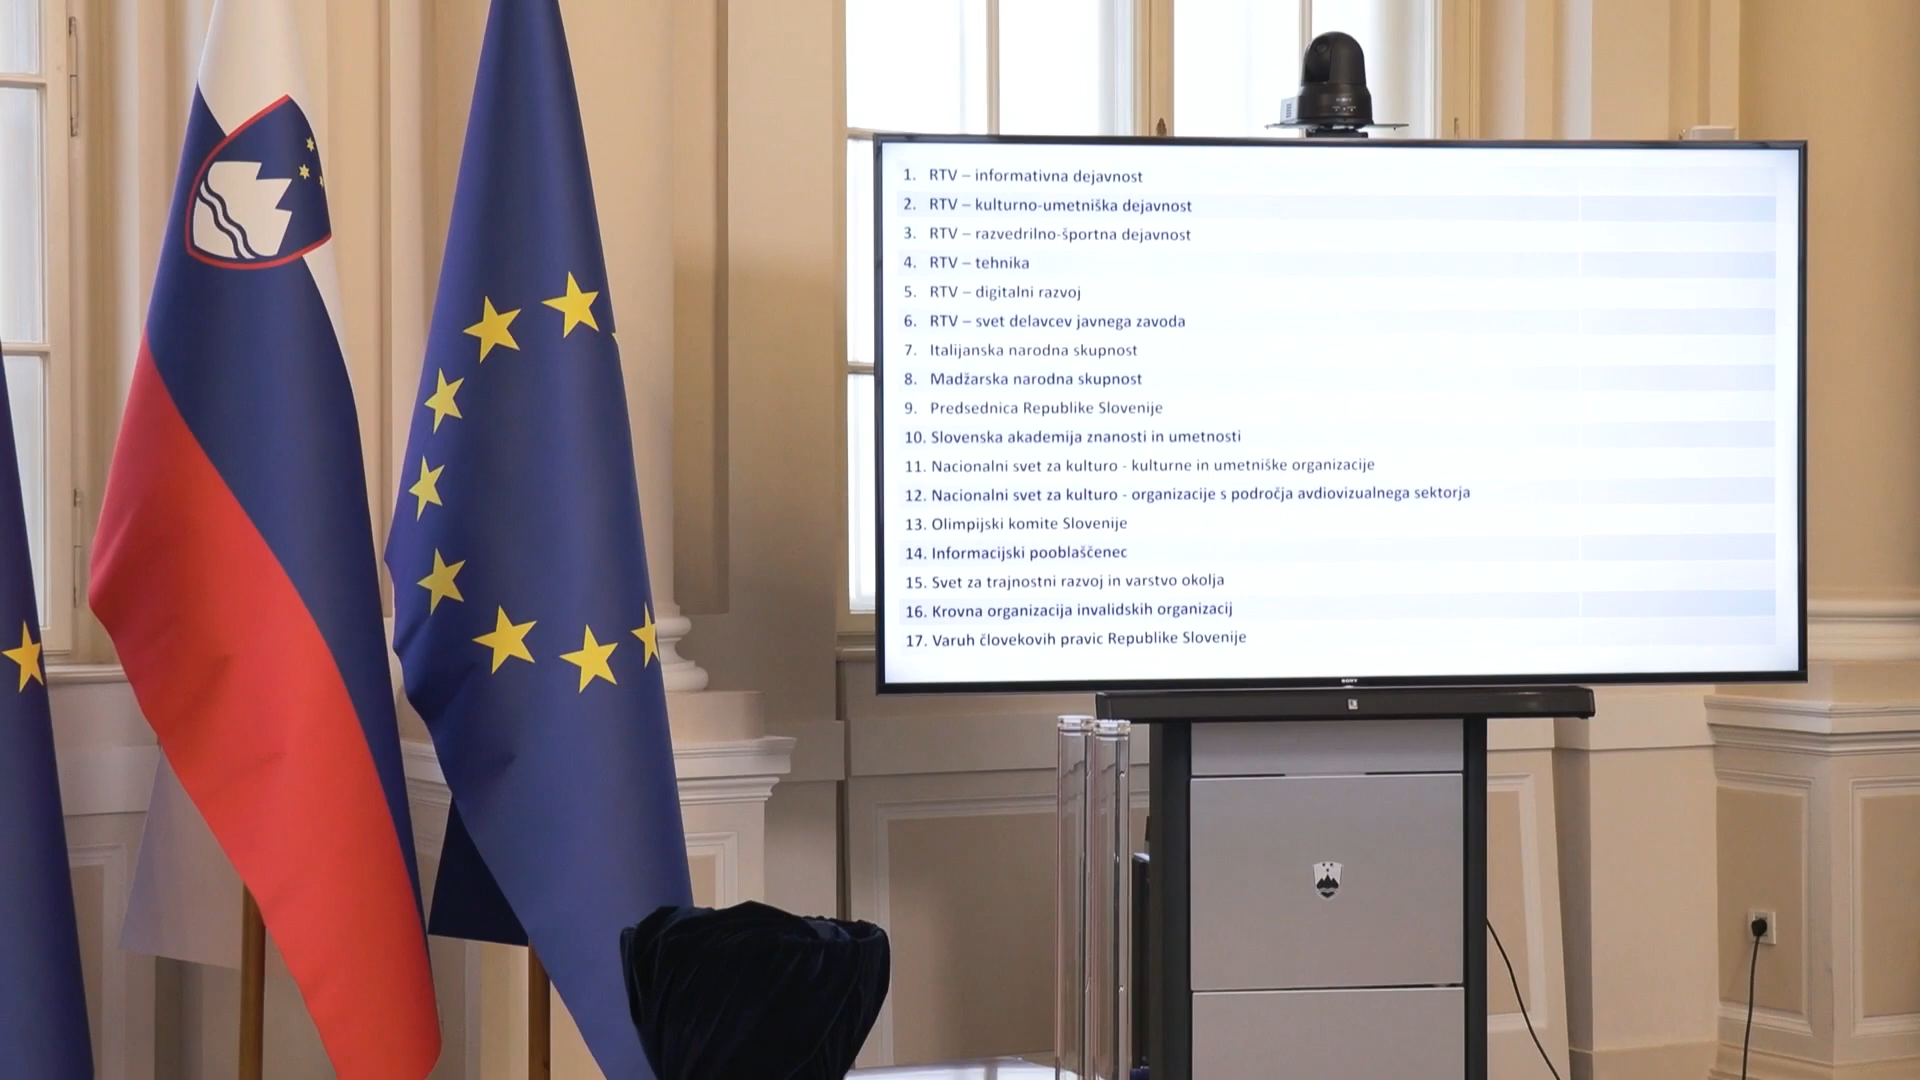 1. RTV – informativna dejavnost
2. RTV – kulturno-umetniška dejavnost
3. RTV – razvedrilno-športna dejavnost
4. RTV – tehnika
5. RTV – digitalni razvoj
6. RTV – svet delavcev javnega zavoda
7. Italijanska narodna skupnost
8. Madžarska narodna skupnost
9. Predsednica Republike Slovenije
10. Slovenska akademija znanosti in umetnosti
11. Nacionalni svet za kulturo - kulturne in umetniške organizacije
12. Nacionalni svet za kulturo - organizacije s področja avdiovizualnega sektorja
13. Olimpijski komite Slovenije
14. Informacijski pooblaščenec
15. Svet za trajnostni razvoj in varstvo okolja
16. Krovna organizacija invalidskih organizacij
17. Varuh človekovih pravic Republike Slovenije
SONY